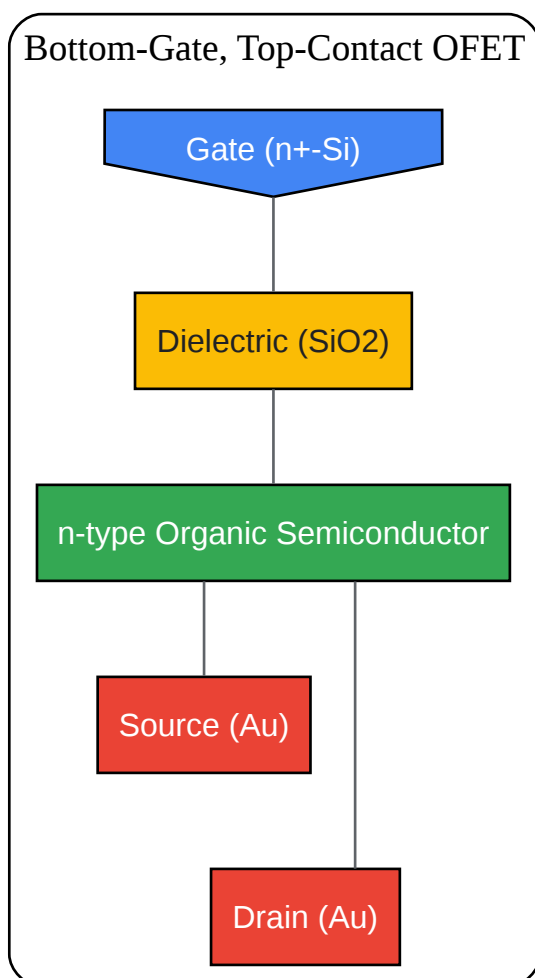 Bottom-Gate, Top-Contact OFET
Gate (n+-Si)
Dielectric (SiO2)
n-type Organic Semiconductor
Source (Au)
Drain (Au)